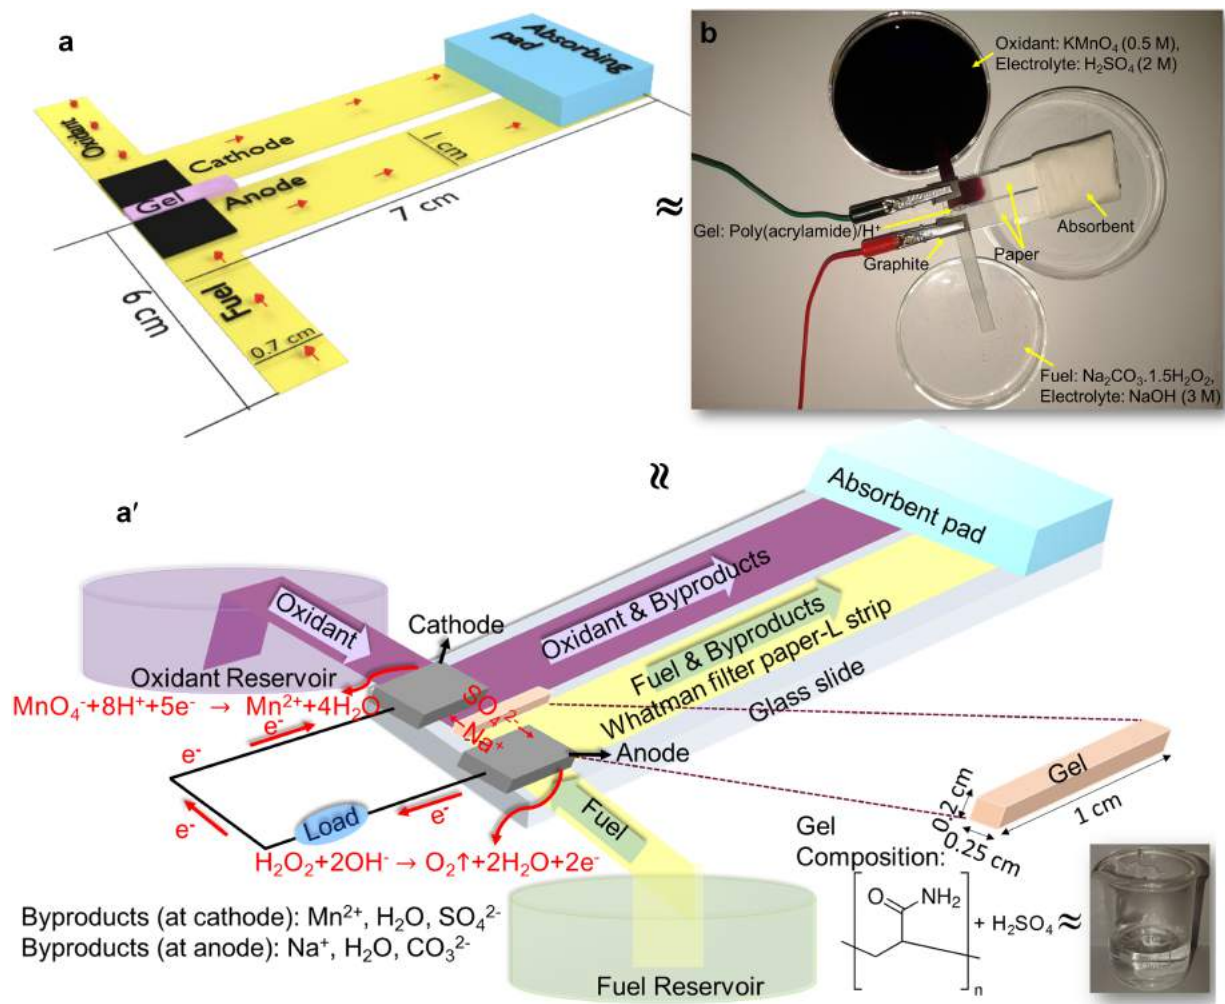 a
Absorbing
pad
Oxidant
Cathode
Gel
Anode
1 cm
7 cm
6 cm
Fuel
0.7 cm
≈
b
Oxidant: KMnO₄ (0.5 M),
Electrolyte: H₂SO₄ (2 M)
Gel: Poly(acrylamide)/H⁺
Graphite
Paper
Absorbent
Fuel: Na₂CO₃.1.5H₂O₂,
Electrolyte: NaOH (3 M)
≈
a′
Absorbent pad
Oxidant
Cathode
Oxidant & Byproducts
Fuel & Byproducts
Whatman filter paper-L strip
Glass slide
Oxidant Reservoir
MnO₄⁻+8H⁺+5e⁻ → Mn²⁺+4H₂O
SO₄²⁻
Na⁺
Anode
e⁻
e⁻
e⁻
e⁻
Load
Fuel
H₂O₂+2OH⁻→ O₂↑+2H₂O+2e⁻
Gel
0.2 cm
0.25 cm
1 cm
Gel
Composition:
O
NH₂
n
+ H₂SO₄ ≈
Byproducts (at cathode): Mn²⁺, H₂O, SO₄²⁻
Byproducts (at anode): Na⁺, H₂O, CO₃²⁻
Fuel Reservoir